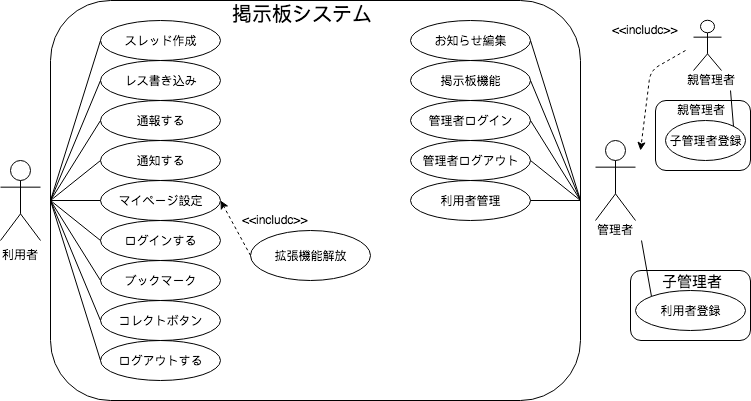 掲示板システム
スレッド作成
レス書き込み
通報する
通知する
マイページ設定
ログインする
ブックマーク
コレクトボタン
ログアウトする
利用者
<<includc>>
拡張機能解放
お知らせ編集
掲示板機能
管理者ログイン
管理者ログアウト
利用者管理
<<includc>>
親管理者
親管理者
子管理者登録
管理者
子管理者
利用者登録